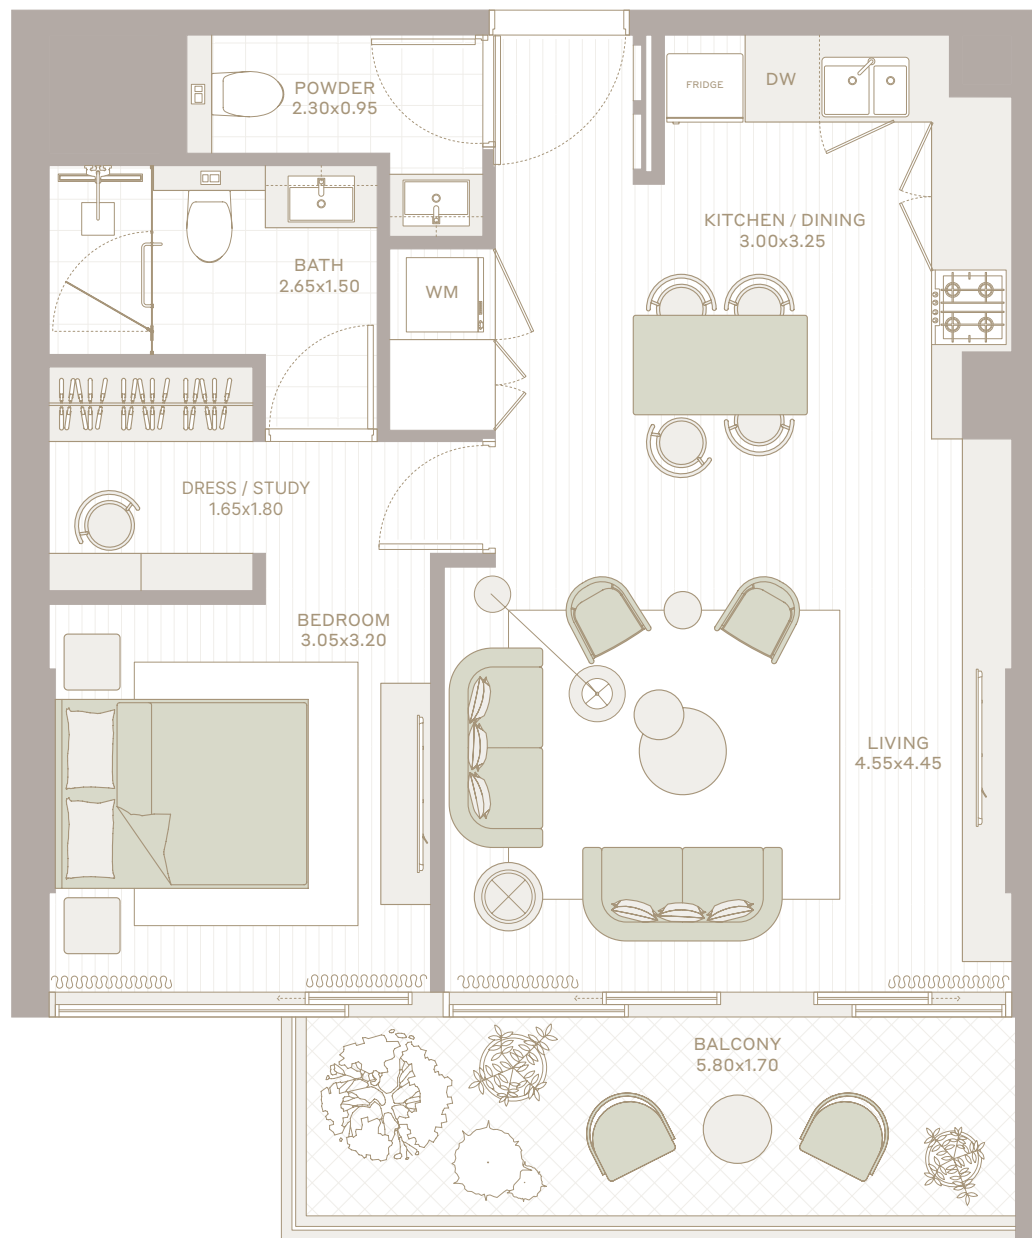 POWDER
2.30x0.95
FRIDGE
DW
KITCHEN / DINING
3.00x3.25
BATH
2.65x1.50
WM
DRESS / STUDY
1.65x1.80
BEDROOM
3.05x3.20
LIVING
4.55x4.45
BALCONY
5.80x1.70